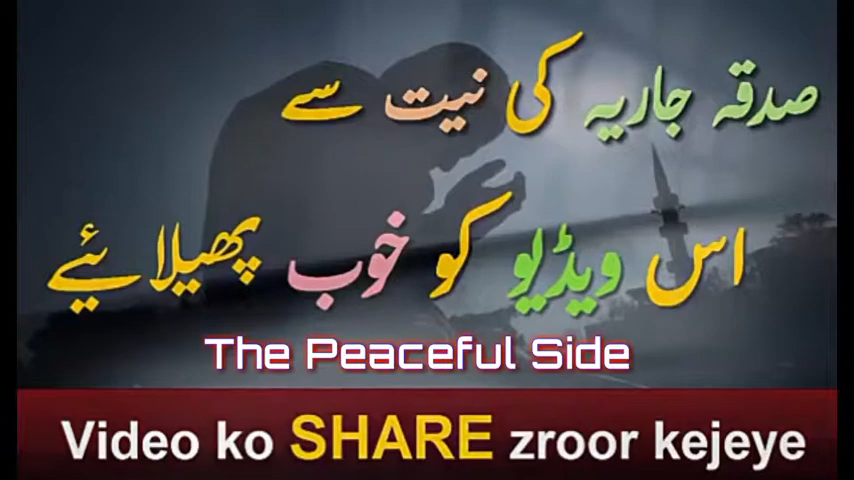 صدقہ جاریہ کی نیت سے
اس ویڈیو کو خوب پھیلائیے
The Peaceful Side
Video ko SHARE zroor kejeye